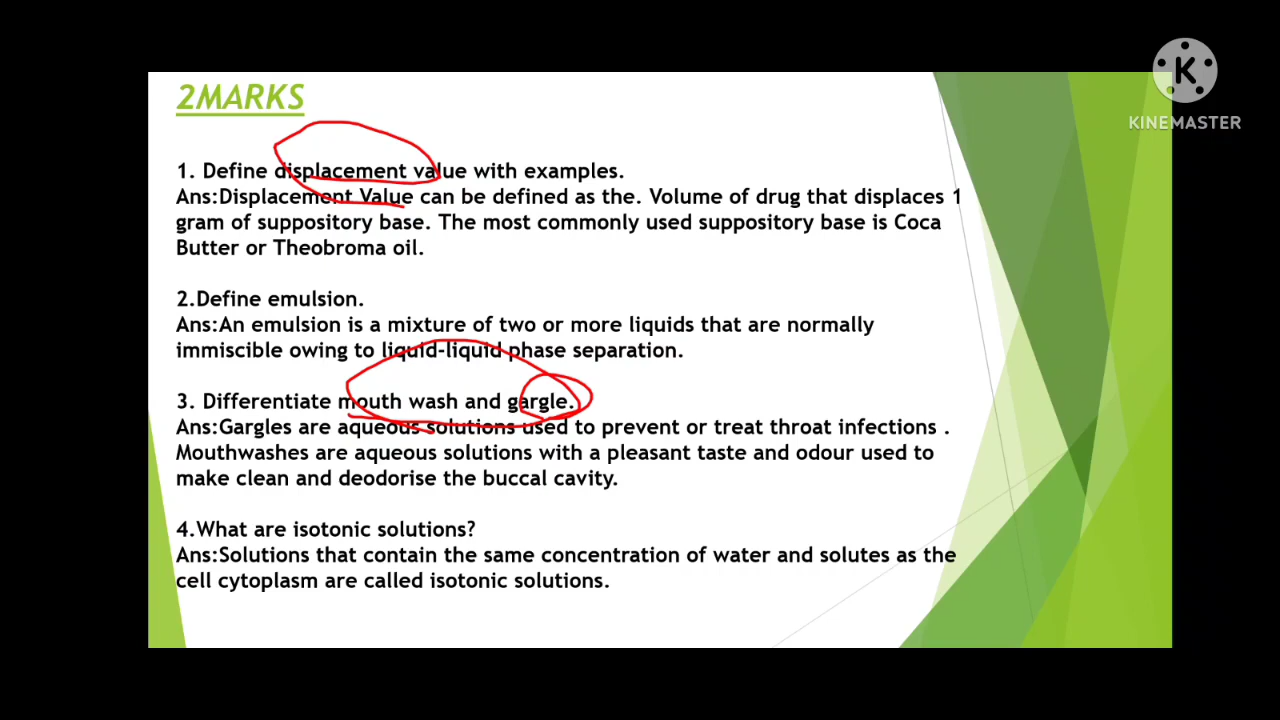 2MARKS
KINEMASTER
1. Define displacement value with examples.
Ans:Displacement Value can be defined as the. Volume of drug that displaces 1
gram of suppository base. The most commonly used suppository base is Coca
Butter or Theobroma oil.
2.Define emulsion.
Ans:An emulsion is a mixture of two or more liquids that are normally
immiscible owing to liquid-liquid phase separation.
3. Differentiate mouth wash and gargle.
Ans:Gargles are aqueous solutions used to prevent or treat throat infections .
Mouthwashes are aqueous solutions with a pleasant taste and odour used to
make clean and deodorise the buccal cavity.
4.What are isotonic solutions?
Ans:Solutions that contain the same concentration of water and solutes as the
cell cytoplasm are called isotonic solutions.